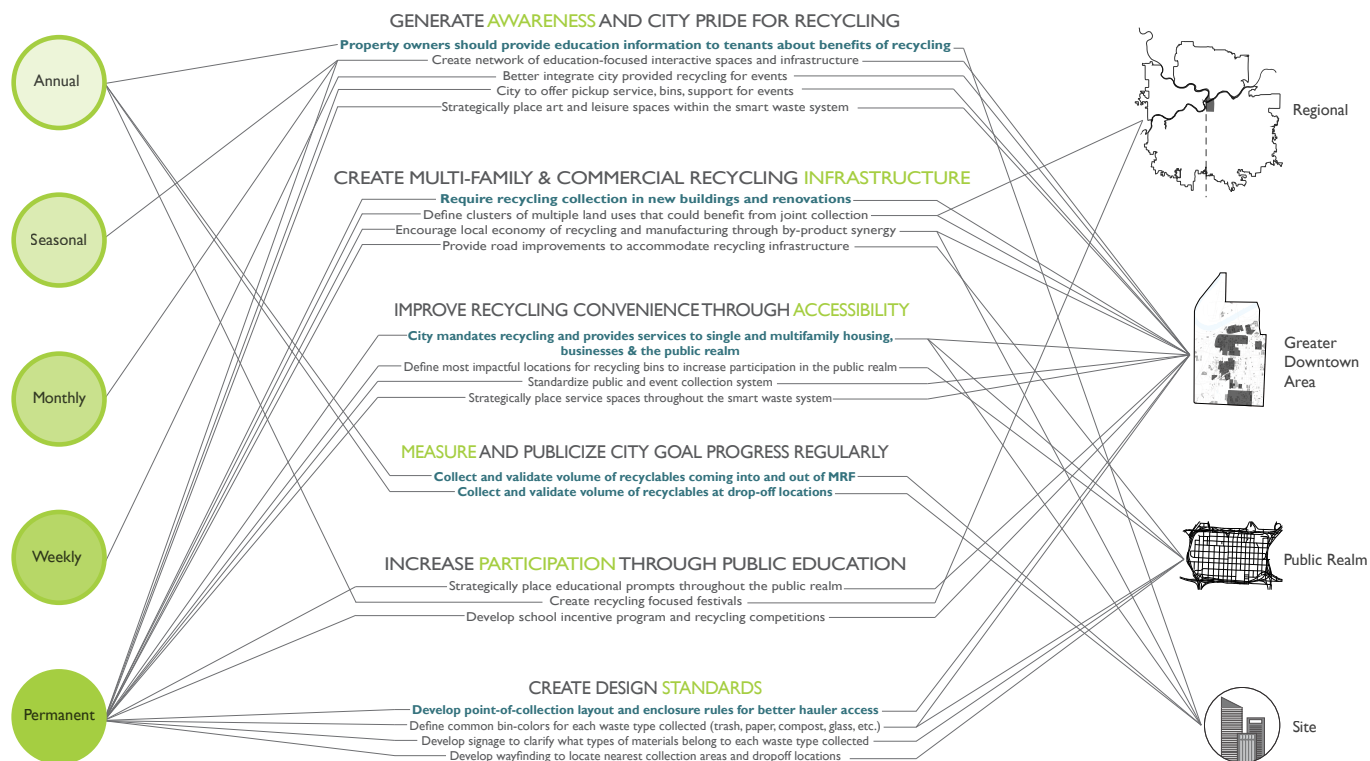 GENERATE AWARENESS AND CITY PRIDE FOR RECYCLING
Property owners should provide education information to tenants about benefits of recycling
Create network of education-focused interactive spaces and infrastructure
Better integrate city provided recycling for events
City to offer pickup service, bins, support for events
Strategically place art and leisure spaces within the smart waste system
CREATE MULTI-FAMILY & COMMERCIAL RECYCLING INFRASTRUCTURE
Require recycling collection in new buildings and renovations
Define clusters of multiple land uses that could benefit from joint collection
Encourage local economy of recycling and manufacturing through by-product synergy
Provide road improvements to accommodate recycling infrastructure
IMPROVE RECYCLING CONVENIENCE THROUGH ACCESSIBILITY
City mandates recycling and provides services to single and multifamily housing,
businesses & the public realm
Define most impactful locations for recycling bins to increase participation in the public realm
Standardize public and event collection system
Strategically place service spaces throughout the smart waste system
MEASURE AND PUBLICIZE CITY GOAL PROGRESS REGULARLY
Collect and validate volume of recyclables coming into and out of MRF
Collect and validate volume of recyclables at drop-off locations
INCREASE PARTICIPATION THROUGH PUBLIC EDUCATION
Strategically place educational prompts throughout the public realm
Create recycling focused festivals
Develop school incentive program and recycling competitions
CREATE DESIGN STANDARDS
Develop point-of-collection layout and enclosure rules for better hauler access
Define common bin-colors for each waste type collected (trash, paper, compost, glass, etc.)
Develop signage to clarify what types of materials belong to each waste type collected
Develop wayfinding to locate nearest collection areas and dropoff locations
Annual
Seasonal
Monthly
Weekly
Permanent
Regional
Greater
Downtown
Area
Public Realm
Site